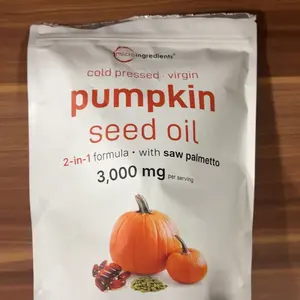 microingredients®
cold pressed · virgin
pumpkin
seed oil
2-in-1 formula • with saw palmetto
3,000 mg per serving